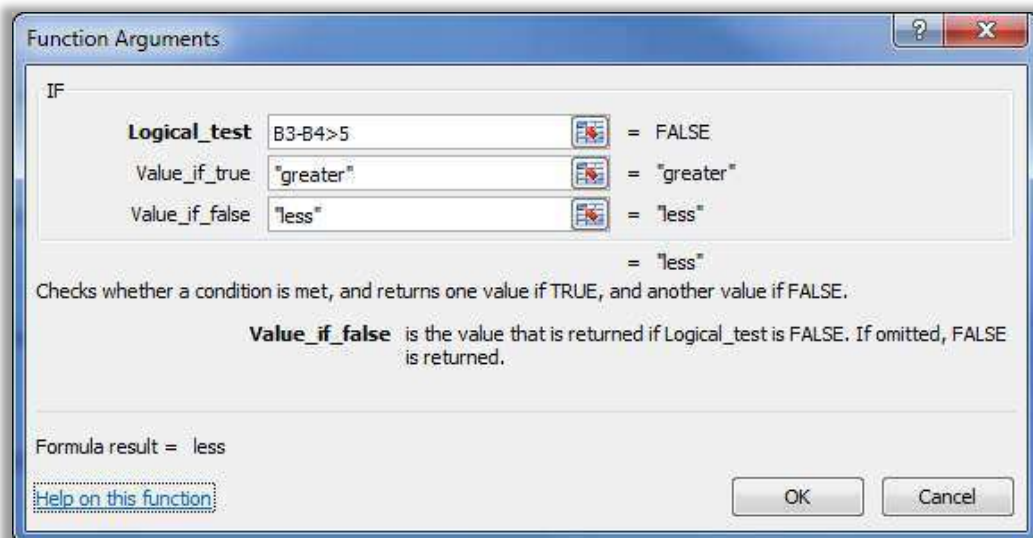 Function Arguments
IF
Logical_test B3-B4>5 = FALSE
Value_if_true "greater" = "greater"
Value_if_false "less" = "less"
= "less"
Checks whether a condition is met, and returns one value if TRUE, and another value if FALSE.
Value_if_false is the value that is returned if Logical_test is FALSE. If omitted, FALSE
is returned.
Formula result = less
Help on this function OK Cancel